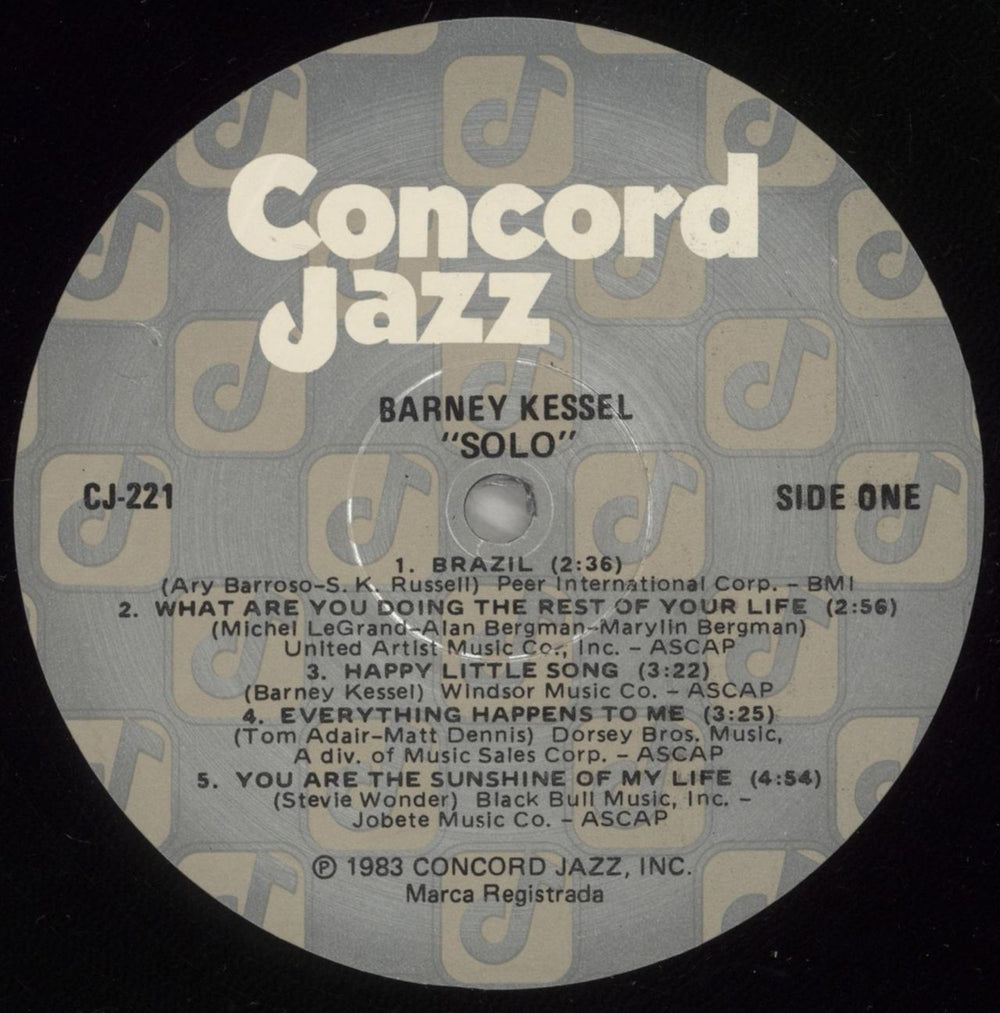 Concord
Jazz
BARNEY KESSEL
"SOLO"
CJ-221
SIDE ONE
1. BRAZIL (2:36)
(Ary Barroso-S. K. Russell) Peer International Corp. - BMI
2. WHAT ARE YOU DOING THE REST OF YOUR LIFE (2:56)
(Michel LeGrand-Alan Bergman-Marylin Bergman)
United Artist Music Co., Inc. - ASCAP
3. HAPPY LITTLE SONG (3:22)
(Barney Kessel) Windsor Music Co. - ASCAP
4. EVERYTHING HAPPENS TO ME (3:25)
(Tom Adair-Matt Dennis) Dorsey Bros. Music,
A div. of Music Sales Corp. - ASCAP
5. YOU ARE THE SUNSHINE OF MY LIFE (4:54)
(Stevie Wonder) Black Bull Music, Inc. -
Jobete Music Co. - ASCAP
℗ 1983 CONCORD JAZZ, INC.
Marca Registrada